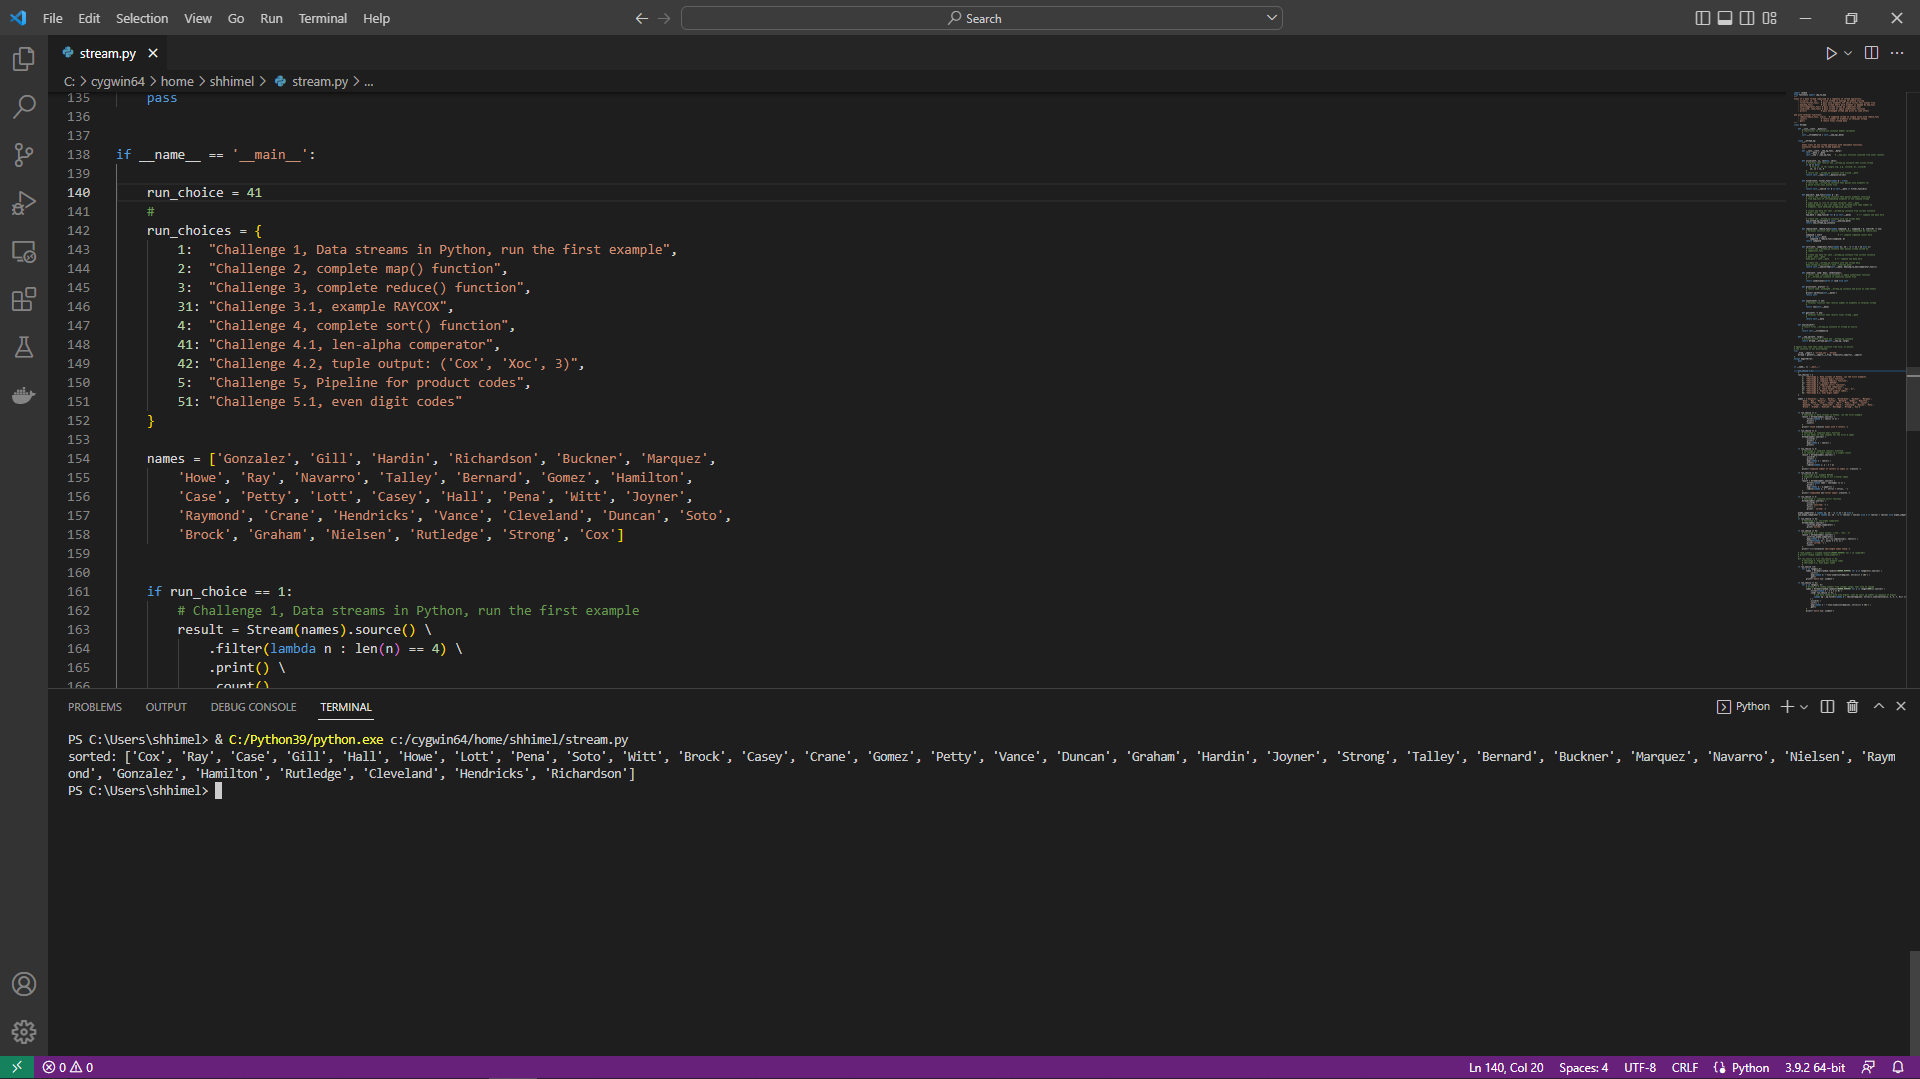 File Edit Selection View Go Run Terminal Help
Search
stream.py
C: > cygwin64 > home > shhimel > stream.py > ...
135 pass
136
137
138 if __name__ == '__main__':
139
140 run_choice = 41
141 #
142 run_choices = {
143 1: "Challenge 1, Data streams in Python, run the first example",
144 2: "Challenge 2, complete map() function",
145 3: "Challenge 3, complete reduce() function",
146 31: "Challenge 3.1, example RAYCOX",
147 4: "Challenge 4, complete sort() function",
148 41: "Challenge 4.1, len-alpha comperator",
149 42: "Challenge 4.2, tuple output: ('Cox', 'Xoc', 3)",
150 5: "Challenge 5, Pipeline for product codes",
151 51: "Challenge 5.1, even digit codes"
152 }
153
154 names = ['Gonzalez', 'Gill', 'Hardin', 'Richardson', 'Buckner', 'Marquez',
155 'Howe', 'Ray', 'Navarro', 'Talley', 'Bernard', 'Gomez', 'Hamilton',
156 'Case', 'Petty', 'Lott', 'Casey', 'Hall', 'Pena', 'Witt', 'Joyner',
157 'Raymond', 'Crane', 'Hendricks', 'Vance', 'Cleveland', 'Duncan', 'Soto',
158 'Brock', 'Graham', 'Nielsen', 'Rutledge', 'Strong', 'Cox']
159
160
161 if run_choice == 1:
162 # Challenge 1, Data streams in Python, run the first example
163 result = Stream(names).source() \
164 .filter(lambda n : len(n) == 4) \
165 .print() \
166 .count()
PROBLEMS OUTPUT DEBUG CONSOLE TERMINAL
Python
PS C:\Users\shhimel> & C:/Python39/python.exe c:/cygwin64/home/shhimel/stream.py
sorted: ['Cox', 'Ray', 'Case', 'Gill', 'Hall', 'Howe', 'Lott', 'Pena', 'Soto', 'Witt', 'Brock', 'Casey', 'Crane', 'Gomez', 'Petty', 'Vance', 'Duncan', 'Graham', 'Hardin', 'Joyner', 'Strong', 'Talley', 'Bernard', 'Buckner', 'Marquez', 'Navarro', 'Nielsen', 'Raym
ond', 'Gonzalez', 'Hamilton', 'Rutledge', 'Cleveland', 'Hendricks', 'Richardson']
PS C:\Users\shhimel>
0 0 Ln 140, Col 20 Spaces: 4 UTF-8 CRLF Python 3.9.2 64-bit